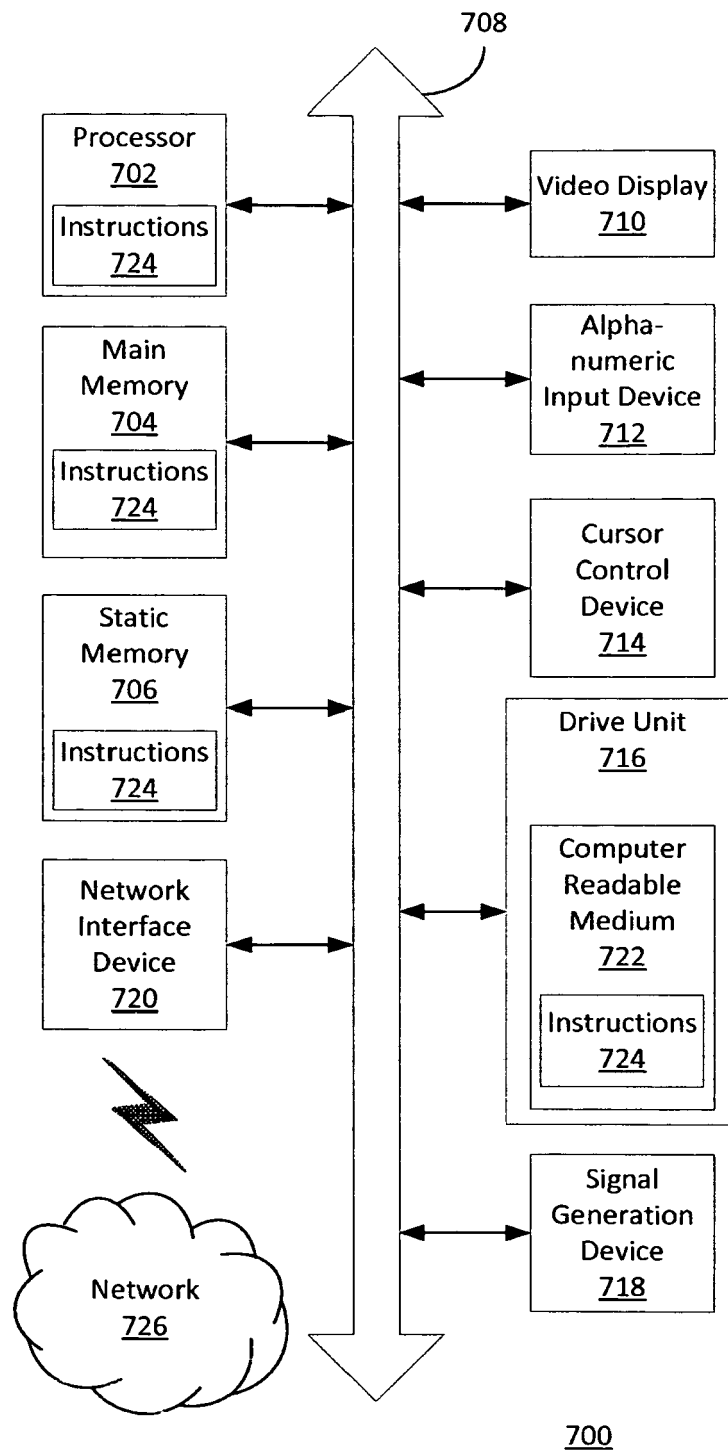 708
Processor
702
Instructions
724
Main
Memory
704
Instructions
724
Static
Memory
706
Instructions
724
Network
Interface
Device
720
Network
726
Video Display
710
Alpha-
numeric
Input Device
712
Cursor
Control
Device
714
Drive Unit
716
Computer
Readable
Medium
722
Instructions
724
Signal
Generation
Device
718
700